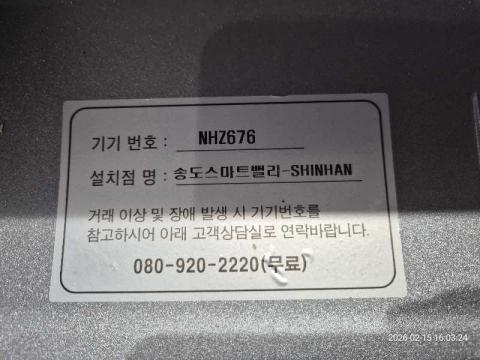 기기 번호 : NHZ676
설치점 명 : 송도스마트밸리-SHINHAN
거래 이상 및 장애 발생 시 기기번호를
참고하시어 아래 고객상담실로 연락바랍니다.
080-920-2220(무료)
2026-02-15 16:03:24